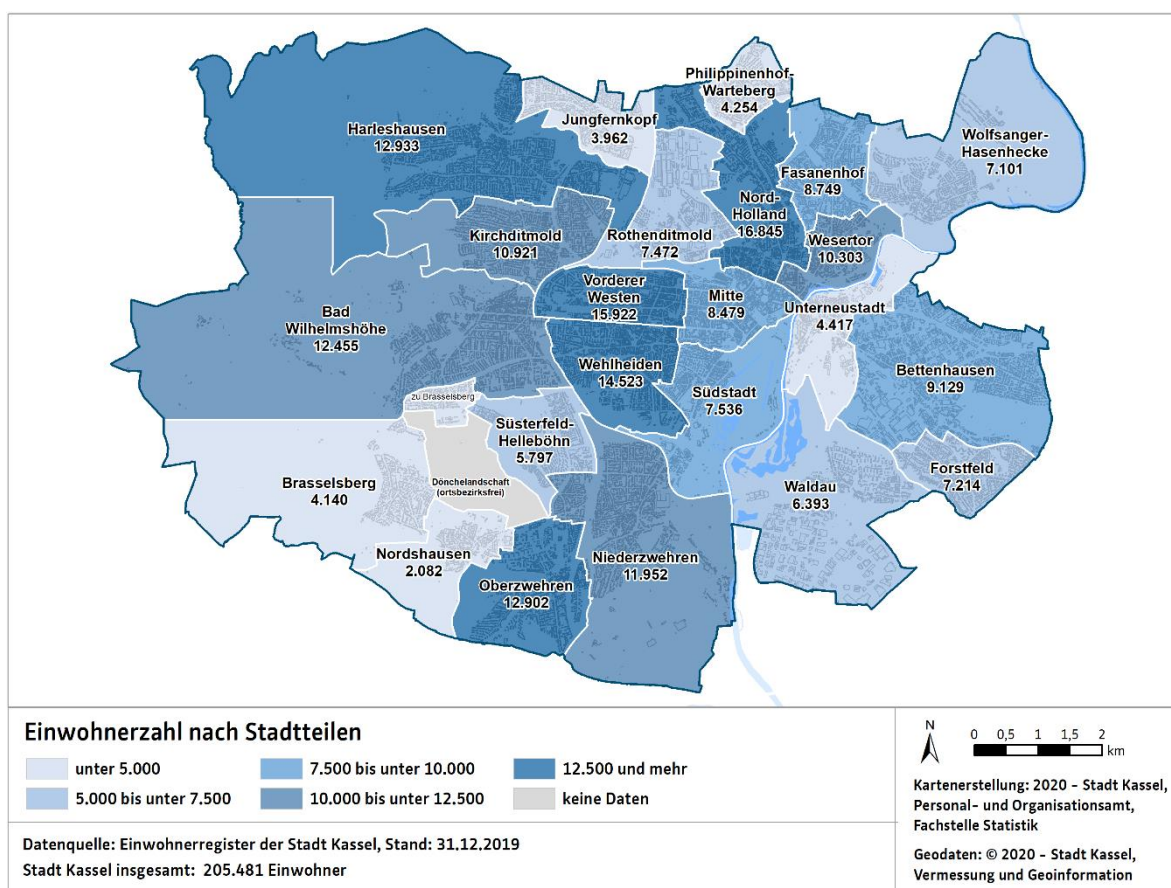 Philippinenhof-
Warteberg
4.254
Jungfernkopf
3.962
Harleshausen
12.933
Wolfsanger-
Hasenhecke
7.101
Fasanenhof
8.749
Nord-
Holland
16.845
Kirchditmold
10.921
Rothenditmold
7.472
Wesertor
10.303
Vorderer
Westen
15.922
Mitte
8.479
Unterneustadt
4.417
Bad
Wilhelmshöhe
12.455
Wehlheiden
14.523
Bettenhausen
9.129
Südstadt
7.536
zu Brasselsberg
Süsterfeld-
Helleböhn
5.797
Forstfeld
7.214
Brasselsberg
4.140
Dönchelandschaft
(ortsbezirksfrei)
Waldau
6.393
Nordshausen
2.082
Niederzwehren
11.952
Oberzwehren
12.902
Einwohnerzahl nach Stadtteilen
unter 5.000
7.500 bis unter 10.000
12.500 und mehr
5.000 bis unter 7.500
10.000 bis unter 12.500
keine Daten
Datenquelle: Einwohnerregister der Stadt Kassel, Stand: 31.12.2019
Stadt Kassel insgesamt: 205.481 Einwohner
N
0 0,5 1 1,5 2
km
Kartenerstellung: 2020 - Stadt Kassel,
Personal- und Organisationsamt,
Fachstelle Statistik
Geodaten: © 2020 - Stadt Kassel,
Vermessung und Geoinformation